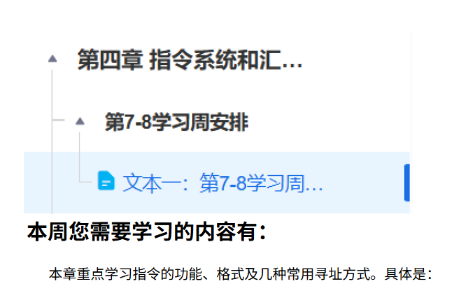 第四章 指令系统和汇…
第7-8学习周安排
文本一：第7-8学习周…
本周您需要学习的内容有：
本章重点学习指令的功能、格式及几种常用寻址方式。具体是：